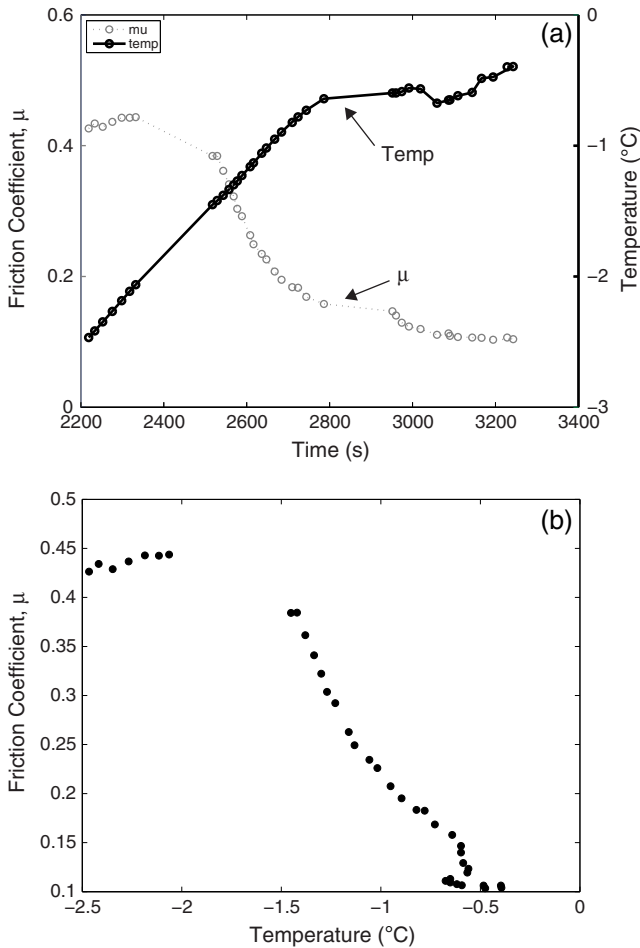 0.6
0.4
0.2
0
Friction Coefficient, μ
mu
temp
(a)
Temp
μ
0
−1
−2
−3
Temperature (°C)
2200 2400 2600 2800 3000 3200 3400
Time (s)
0.5
0.45
0.4
0.35
0.3
0.25
0.2
0.15
0.1
Friction Coefficient, μ
(b)
−2.5 −2 −1.5 −1 −0.5 0
Temperature (°C)